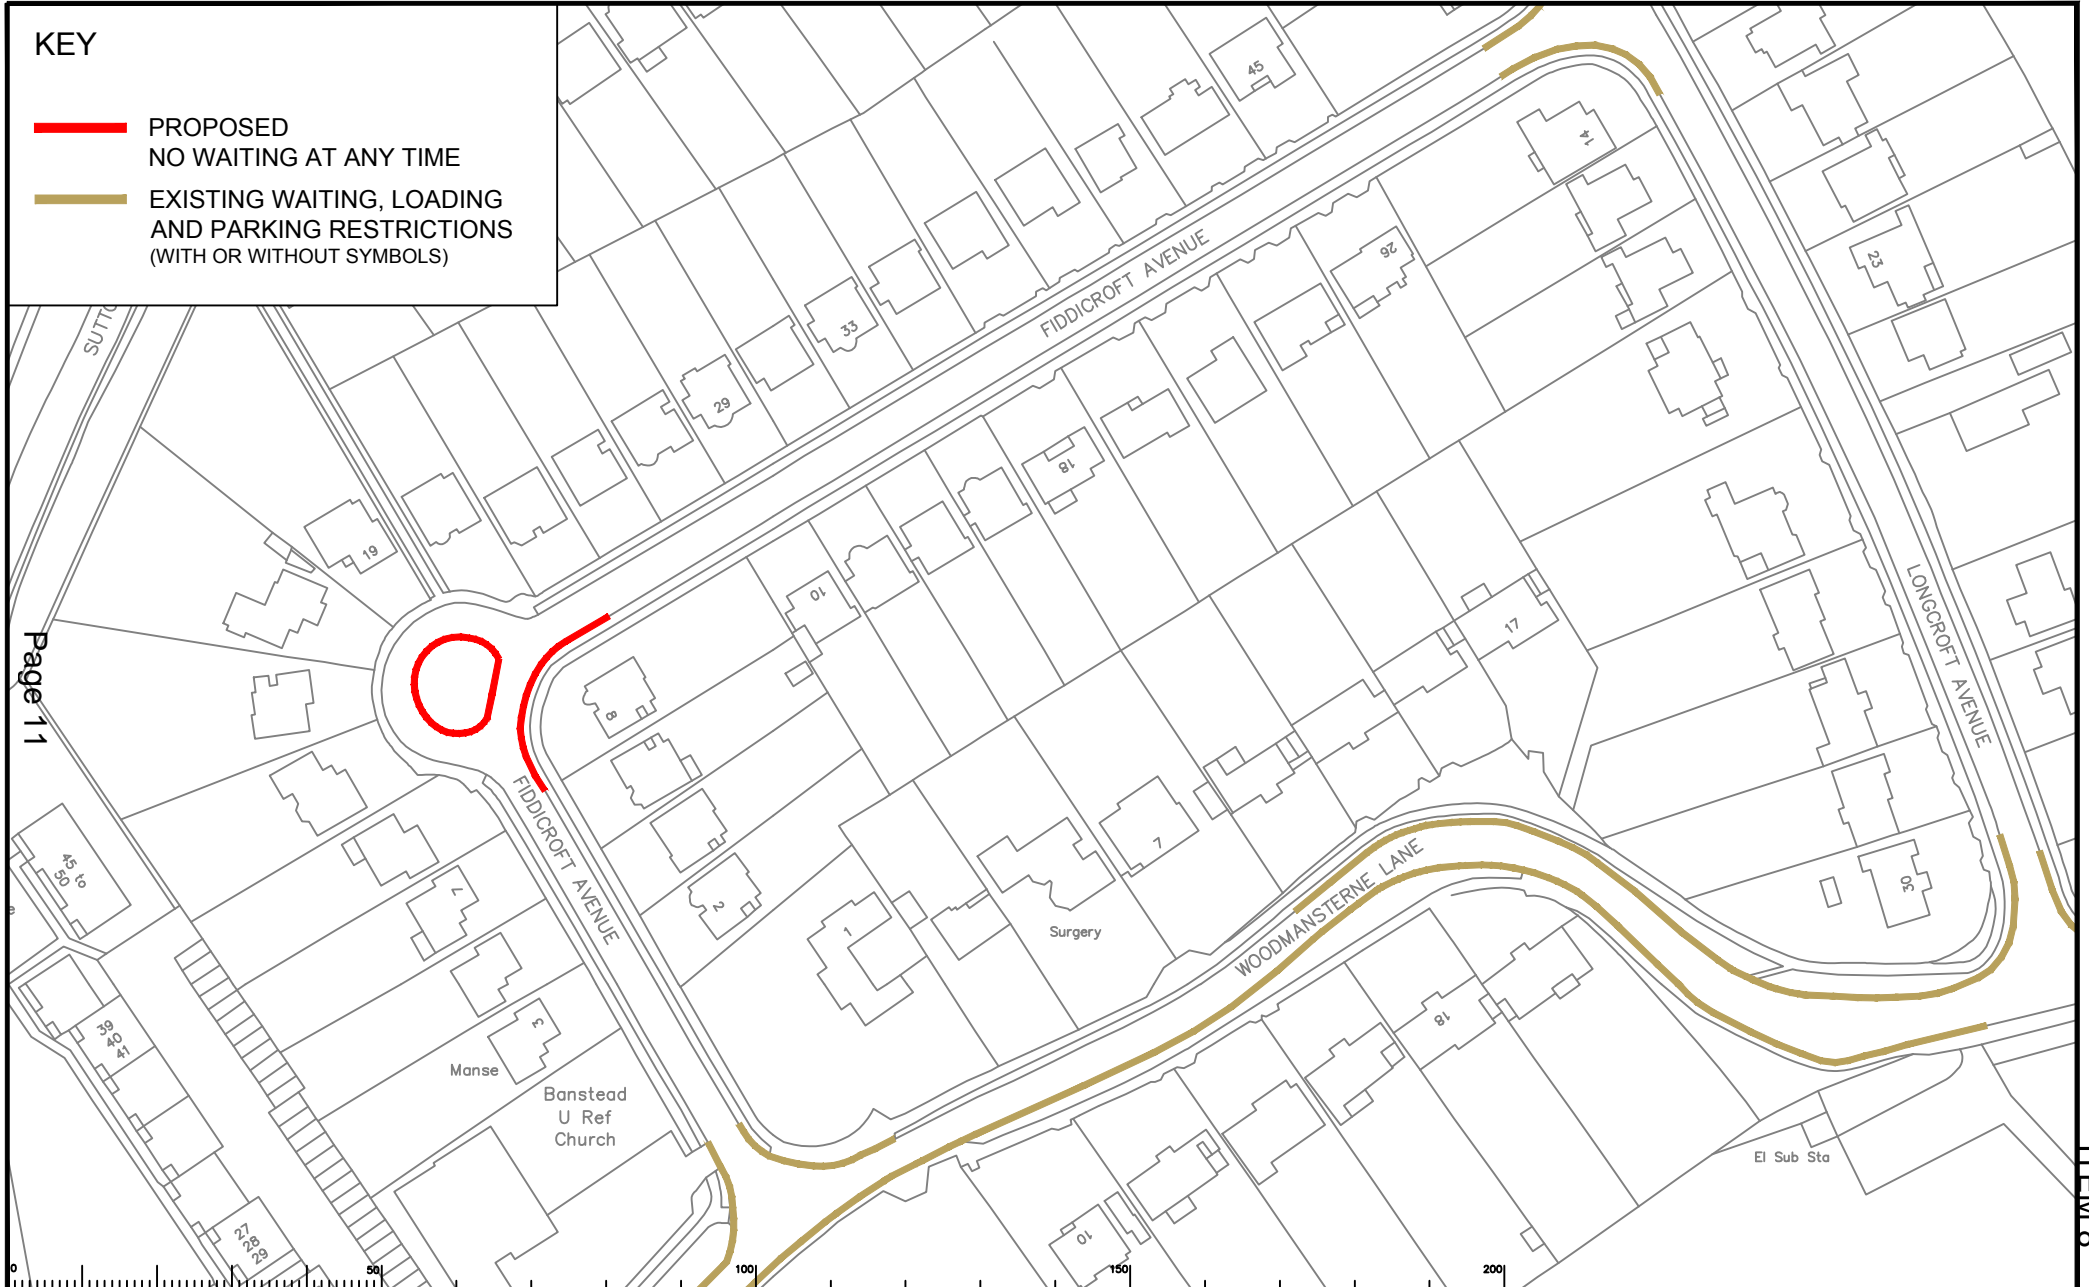 KEY
PROPOSED
NO WAITING AT ANY TIME
EXISTING WAITING, LOADING
AND PARKING RESTRICTIONS
(WITH OR WITHOUT SYMBOLS)
45
14
FIDDICROFT AVENUE
26
23
33
29
18
19
10
17
LONGCROFT AVENUE
Page 11
8
FIDDICROFT AVENUE
7
45 to
50
7
2
1
Surgery
WOODMANSTERNE LANE
30
18
39
40
41
3
Manse
Banstead
U Ref
Church
El Sub Sta
27
28
29
10
0
50
100
150
200